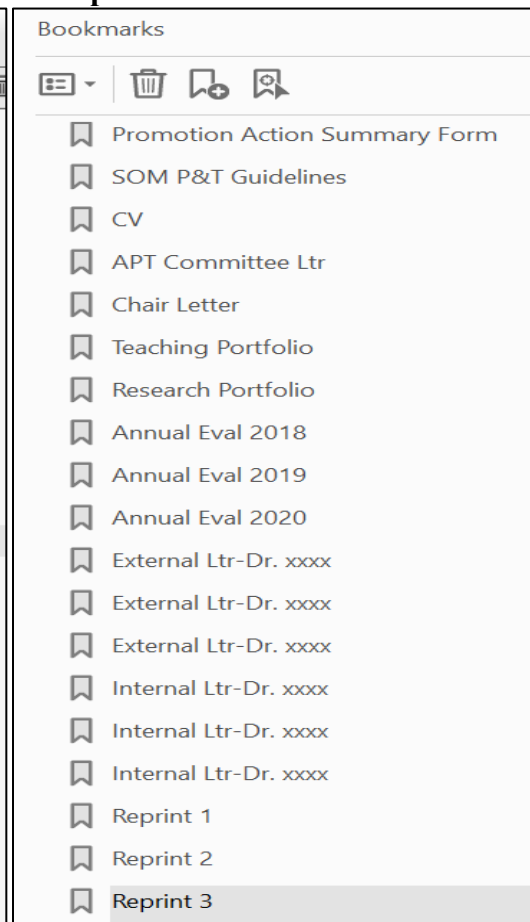 Bookmarks
Promotion Action Summary Form
SOM P&T Guidelines
CV
APT Committee Ltr
Chair Letter
Teaching Portfolio
Research Portfolio
Annual Eval 2018
Annual Eval 2019
Annual Eval 2020
External Ltr-Dr. xxxx
External Ltr-Dr. xxxx
External Ltr-Dr. xxxx
Internal Ltr-Dr. xxxx
Internal Ltr-Dr. xxxx
Internal Ltr-Dr. xxxx
Reprint 1
Reprint 2
Reprint 3